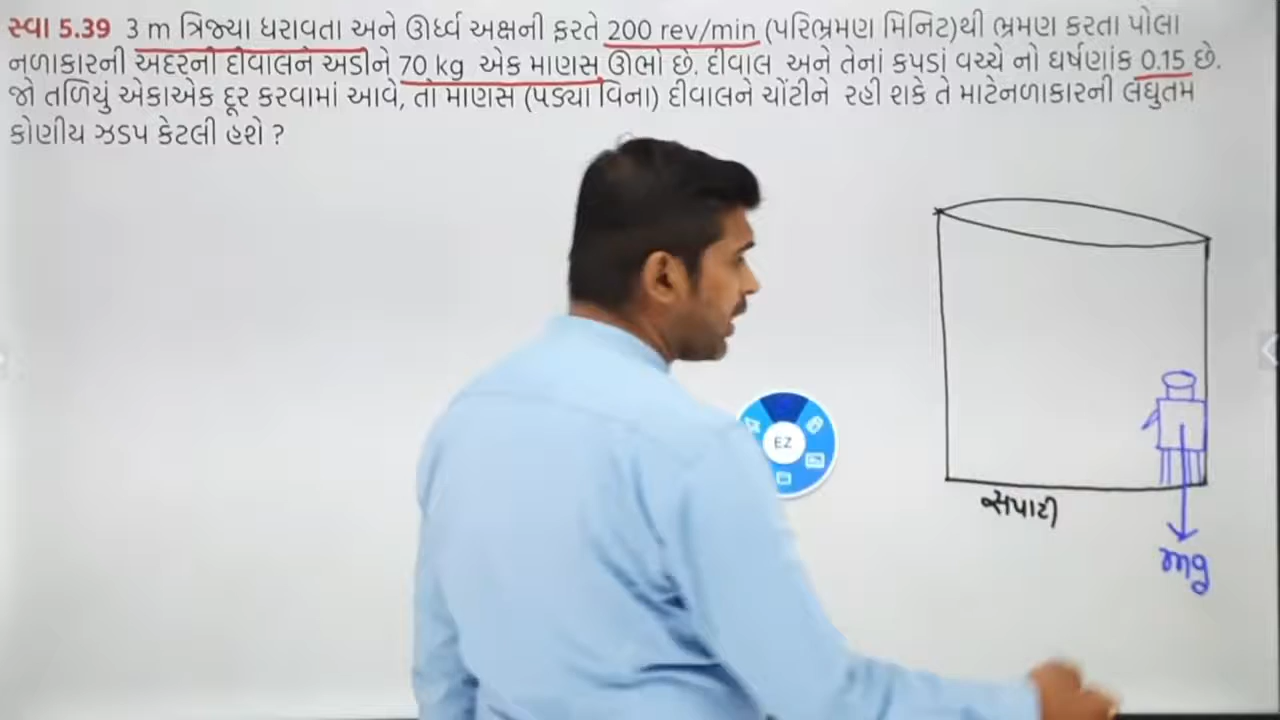 સ્વા 5.39 3 m ત્રિજ્યા ધરાવતા અને ઊર્ધ્વ અક્ષની ફરતે 200 rev/min (પરિભ્રમણ મિનિટ)થી ભ્રમણ કરતા પોલા
નળાકારની અંદરની દીવાલને અડીને 70 kg એક માણસ ઊભો છે. દીવાલ અને તેનાં કપડાં વચ્ચે નો ઘર્ષણાંક 0.15 છે.
જો તળિયું એકાએક દૂર કરવામાં આવે, તો માણસ (પડ્યા વિના) દીવાલને ચોંટીને રહી શકે તે માટેનળાકારની લઘુતમ
કોણીય ઝડપ કેટલી હશે ?
EZ
સપાટી
mg